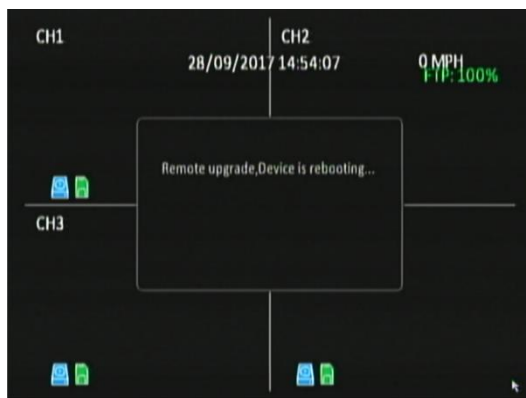 CH1
CH2
28/09/2017 14:54:07
0 MPH
FTP:100%
Remote upgrade,Device is rebooting...
CH3